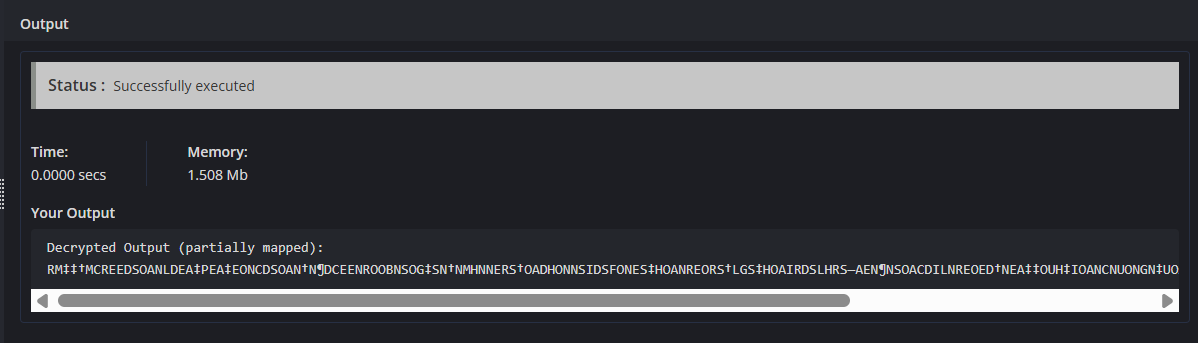 Output
Status : Successfully executed
Time:
0.0000 secs
Memory:
1.508 Mb
Your Output
Decrypted Output (partially mapped):
RM‡‡†MCREEDSOANLDEA‡PEA‡EONCDSOAN†N¶DCEENROOBNSOG‡SN†NMHNNERS†OADHONNSIDSFONES‡HOANREORS†LGS‡HOAIRDSLHRS—AEN¶NSOACDILNREOED†NEA‡‡OUH‡IOANCNUONGN‡UO